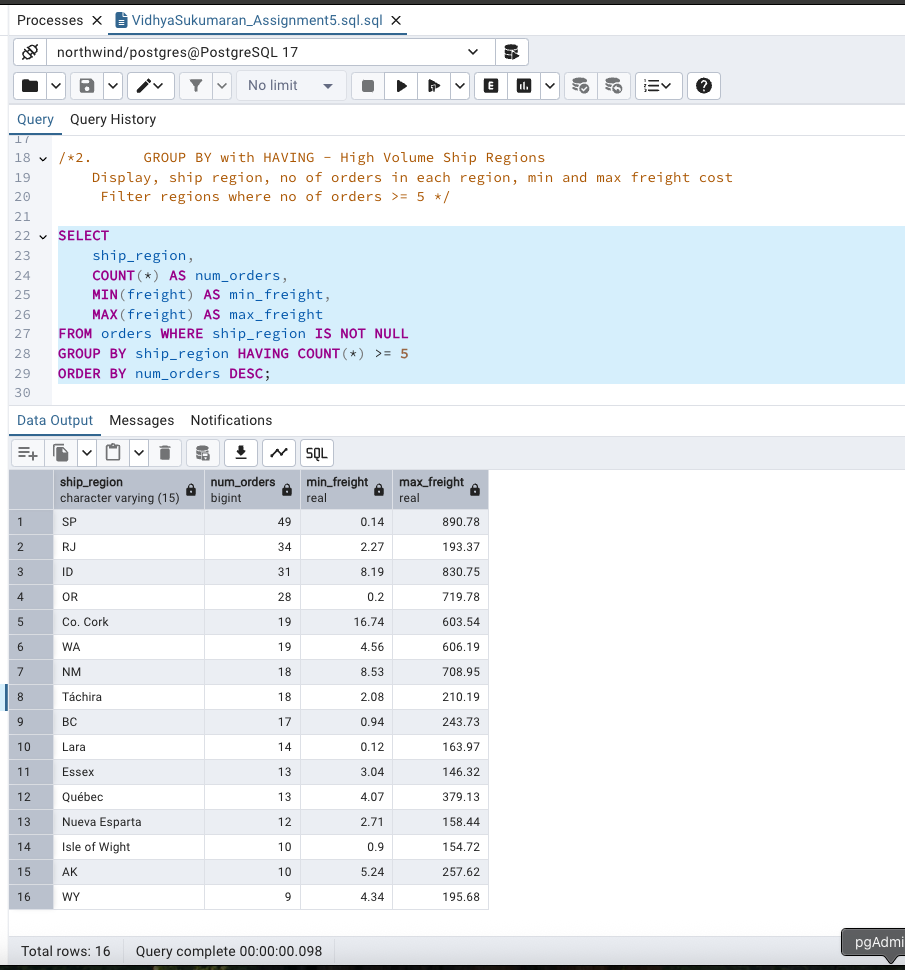 Processes
VidhyaSukumaran_Assignment5.sql.sql
northwind/postgres@PostgreSQL 17
No limit
Query Query History
17
18 /*2. GROUP BY with HAVING - High Volume Ship Regions
19 Display, ship region, no of orders in each region, min and max freight cost
20 Filter regions where no of orders >= 5 */
21
22 SELECT
23 ship_region,
24 COUNT(*) AS num_orders,
25 MIN(freight) AS min_freight,
26 MAX(freight) AS max_freight
27 FROM orders WHERE ship_region IS NOT NULL
28 GROUP BY ship_region HAVING COUNT(*) >= 5
29 ORDER BY num_orders DESC;
30
Data Output Messages Notifications
SQL
ship_region num_orders min_freight max_freight
character varying (15) bigint real real
1 SP 49 0.14 890.78
2 RJ 34 2.27 193.37
3 ID 31 8.19 830.75
4 OR 28 0.2 719.78
5 Co. Cork 19 16.74 603.54
6 WA 19 4.56 606.19
7 NM 18 8.53 708.95
8 Táchira 18 2.08 210.19
9 BC 17 0.94 243.73
10 Lara 14 0.12 163.97
11 Essex 13 3.04 146.32
12 Québec 13 4.07 379.13
13 Nueva Esparta 12 2.71 158.44
14 Isle of Wight 10 0.9 154.72
15 AK 10 5.24 257.62
16 WY 9 4.34 195.68
pgAdmi
Total rows: 16 Query complete 00:00:00.098